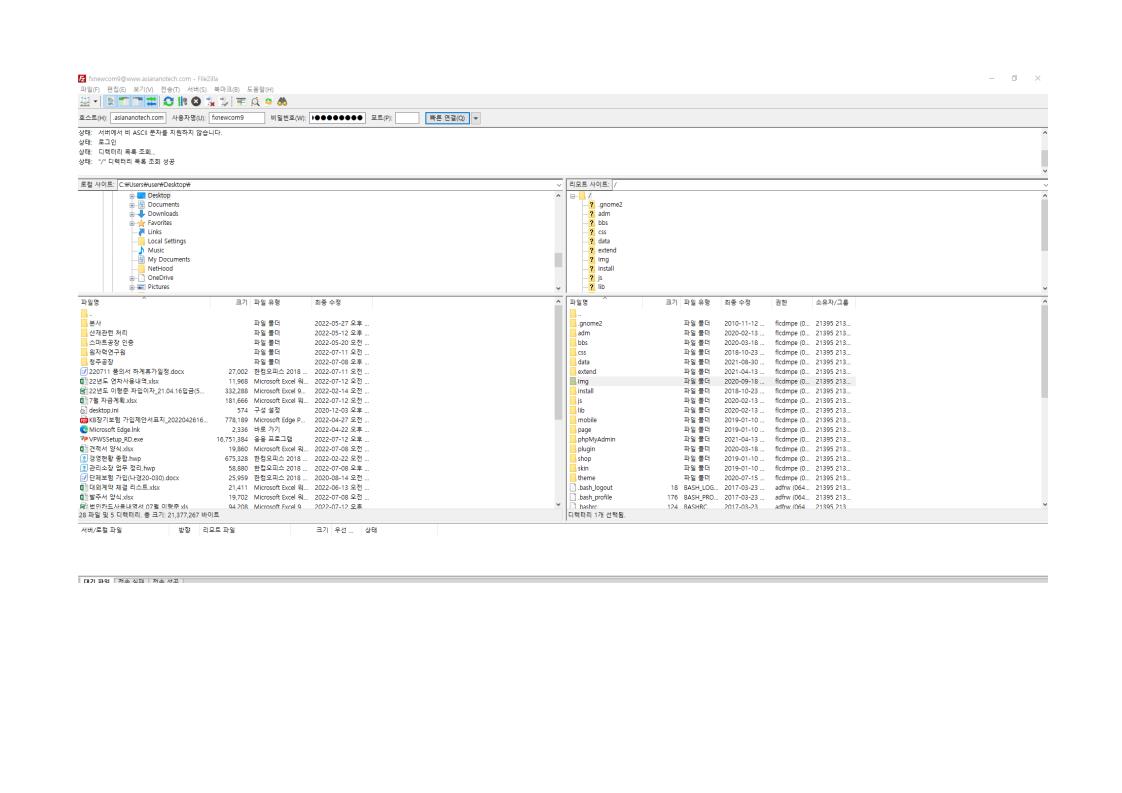 fxnewcom9@www.asiananotech.com - FileZilla
파일(F) 편집(E) 보기(V) 전송(T) 서버(S) 북마크(B) 도움말(H)
호스트(H): .asiananotech.com 사용자명(U): fxnewcom9 비밀번호(W): ●●●●●●●● 포트(P): 빠른 연결(Q)
상태: 서버에서 비 ASCII 문자를 지원하지 않습니다.
상태: 로그인
상태: 디렉터리 목록 조회...
상태: "/" 디렉터리 목록 조회 성공
로컬 사이트: C:₩Users₩user₩Desktop₩
Desktop
Documents
Downloads
Favorites
Links
Local Settings
Music
My Documents
NetHood
OneDrive
Pictures
리모트 사이트: /
/
.gnome2
adm
bbs
css
data
extend
img
install
js
lib
파일명 크기 파일 유형 최종 수정
..
본사 파일 폴더 2022-05-27 오후 ...
산재관련 처리 파일 폴더 2022-05-12 오후 ...
스마트공장 인증 파일 폴더 2022-05-20 오전 ...
원자력연구원 파일 폴더 2022-07-11 오전 ...
청주공장 파일 폴더 2022-07-08 오후 ...
220711 품의서 하계휴가일정.docx 27,002 한컴오피스 2018 ... 2022-07-11 오전 ...
22년도 연차사용내역.xlsx 11,968 Microsoft Excel 워... 2022-07-12 오전 ...
22년도 이형준 차입이자_21.04.16입금(5... 332,288 Microsoft Excel 9... 2022-02-14 오전 ...
7월 자금계획.xlsx 181,666 Microsoft Excel 워... 2022-07-12 오전 ...
desktop.ini 574 구성 설정 2020-12-03 오후 ...
KB장기보험 가입제안서표지_2022042616... 778,189 Microsoft Edge P... 2022-04-27 오전 ...
Microsoft Edge.lnk 2,336 바로 가기 2022-04-22 오후 ...
VPWSSetup_RD.exe 16,751,384 응용 프로그램 2022-07-12 오후 ...
견적서 양식.xlsx 19,860 Microsoft Excel 워... 2022-07-08 오전 ...
경영현황 종합.hwp 675,328 한컴오피스 2018 ... 2022-02-22 오전 ...
관리소장 업무 정리.hwp 58,880 한컴오피스 2018 ... 2022-07-08 오후 ...
단체보험 가입(나경20-030).docx 25,959 한컴오피스 2018 ... 2020-08-14 오전 ...
대외계약 체결 리스트.xlsx 21,411 Microsoft Excel 워... 2022-06-13 오전 ...
발주서 양식.xlsx 19,702 Microsoft Excel 워... 2022-07-08 오전 ...
법인카드사용내역서 07월 이형준.xls 94,208 Microsoft Excel 9... 2022-07-12 오후
28 파일 및 5 디렉터리. 총 크기: 21,377,267 바이트
파일명 크기 파일 유형 최종 수정 권한 소유자/그룹
..
.gnome2 파일 폴더 2010-11-12 ... flcdmpe (0... 21395 213...
adm 파일 폴더 2020-02-13 ... flcdmpe (0... 21395 213...
bbs 파일 폴더 2020-03-18 ... flcdmpe (0... 21395 213...
css 파일 폴더 2018-10-23 ... flcdmpe (0... 21395 213...
data 파일 폴더 2021-08-30 ... flcdmpe (0... 21395 213...
extend 파일 폴더 2021-04-13 ... flcdmpe (0... 21395 213...
img 파일 폴더 2020-09-18 ... flcdmpe (0... 21395 213...
install 파일 폴더 2018-10-23 ... flcdmpe (0... 21395 213...
js 파일 폴더 2020-02-13 ... flcdmpe (0... 21395 213...
lib 파일 폴더 2020-02-13 ... flcdmpe (0... 21395 213...
mobile 파일 폴더 2019-01-10 ... flcdmpe (0... 21395 213...
page 파일 폴더 2019-01-10 ... flcdmpe (0... 21395 213...
phpMyAdmin 파일 폴더 2021-04-13 ... flcdmpe (0... 21395 213...
plugin 파일 폴더 2020-03-18 ... flcdmpe (0... 21395 213...
shop 파일 폴더 2019-01-10 ... flcdmpe (0... 21395 213...
skin 파일 폴더 2019-01-10 ... flcdmpe (0... 21395 213...
theme 파일 폴더 2020-07-15 ... flcdmpe (0... 21395 213...
.bash_logout 18 BASH_LOG... 2017-03-23 ... adfrw (064... 21395 213...
.bash_profile 176 BASH_PRO... 2017-03-23 ... adfrw (064... 21395 213...
.bashrc 124 BASHRC 2017-03-23 adfrw (064 21395 213
디렉터리 1개 선택됨.
서버/로컬 파일 방향 리모트 파일 크기 우선 ... 상태
대기 파일 전송 실패 전송 성공